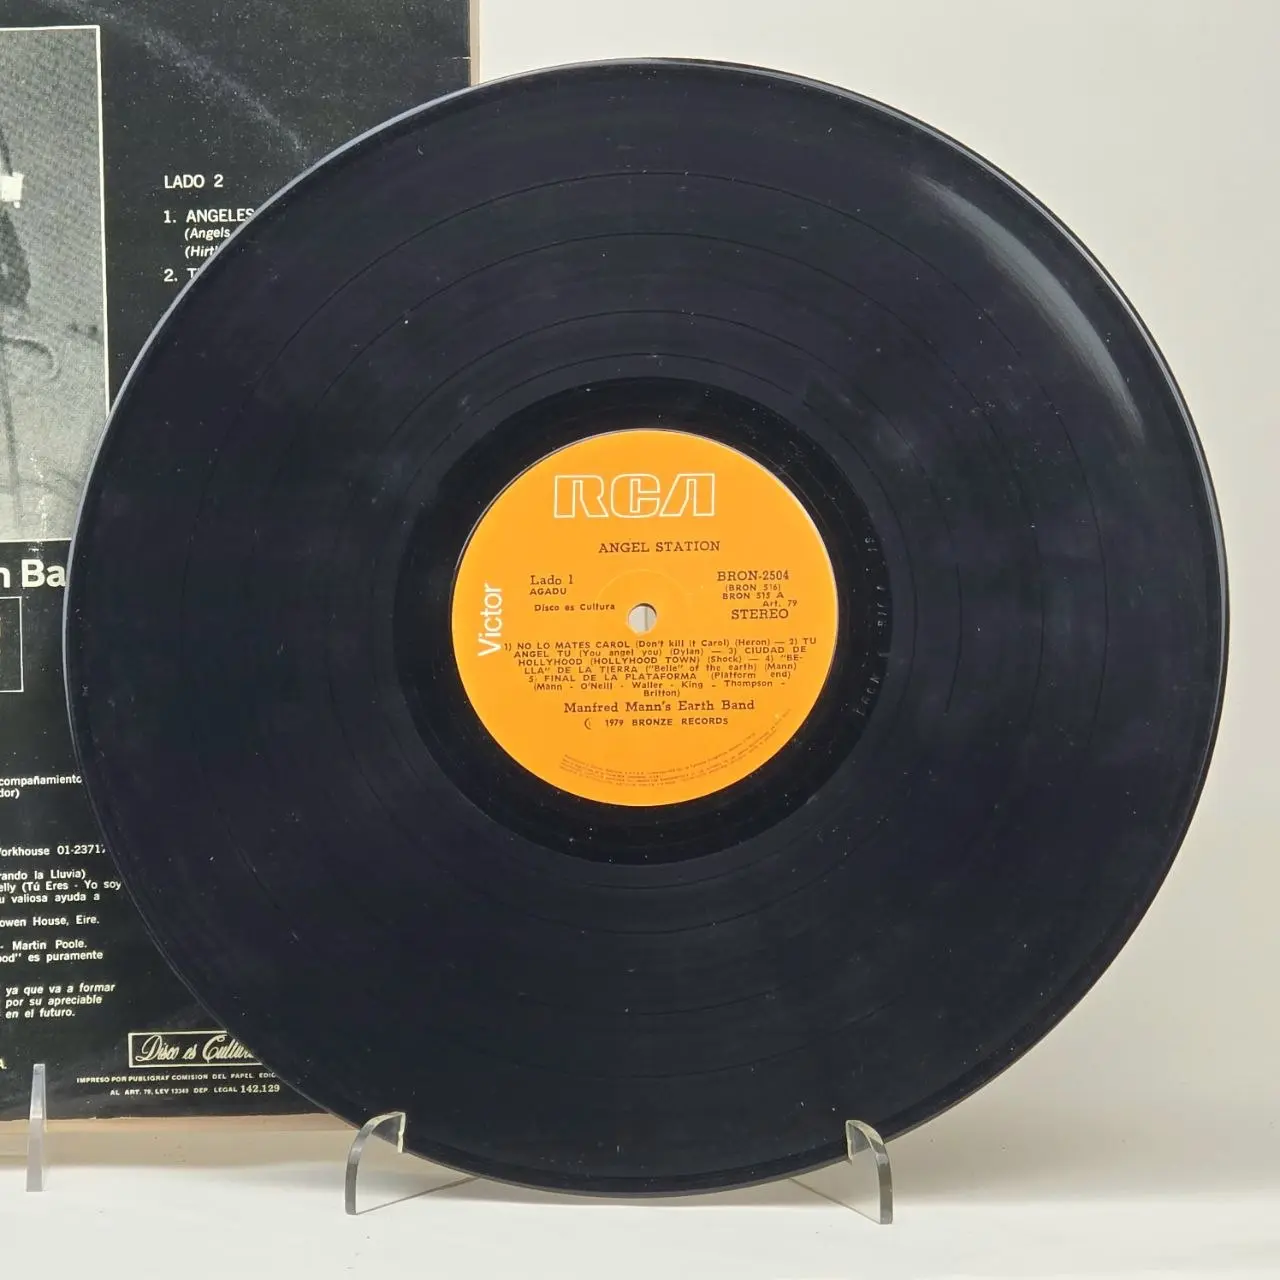 LADO 2
1. ANGELES
(Angels
(Hirtl
2.
n Ba
compañamiento
dor)
orkhouse 01-2371
rando la Lluvia)
elly (Tú Eres - Yo soy
u valiosa ayuda a
owen House, Eire.
- Martin Poole.
ood" es puramente
ya que va a formar
por su apreciable
en el futuro.
A.
Disco es Cultura
IMPRESO POR PUBLIGRAF COMISION DEL PAPEL. EDIC
AL ART. 79, LEY 13349 DEP. LEGAL 142.129
RCA
Victor
ANGEL STATION
Lado 1
AGADU
Disco es Cultura
BRON-2504
(BRON 516)
BRON 515 A
Art. 79
STEREO
1) NO LO MATES CAROL (Don't kill it Carol) (Heron) — 2) TU
ANGEL TU (You angel you) (Dylan) — 3) CIUDAD DE
HOLLYHOOD (HOLLYHOOD TOWN) (Shock) — 4) "BE-
LLA" DE LA TIERRA ("Belle" of the earth) (Mann)
5) FINAL DE LA PLATAFORMA (Platform end)
(Mann - O'Neill - Waller - King - Thompson -
Britton)
Manfred Mann's Earth Band
1979 BRONZE RECORDS